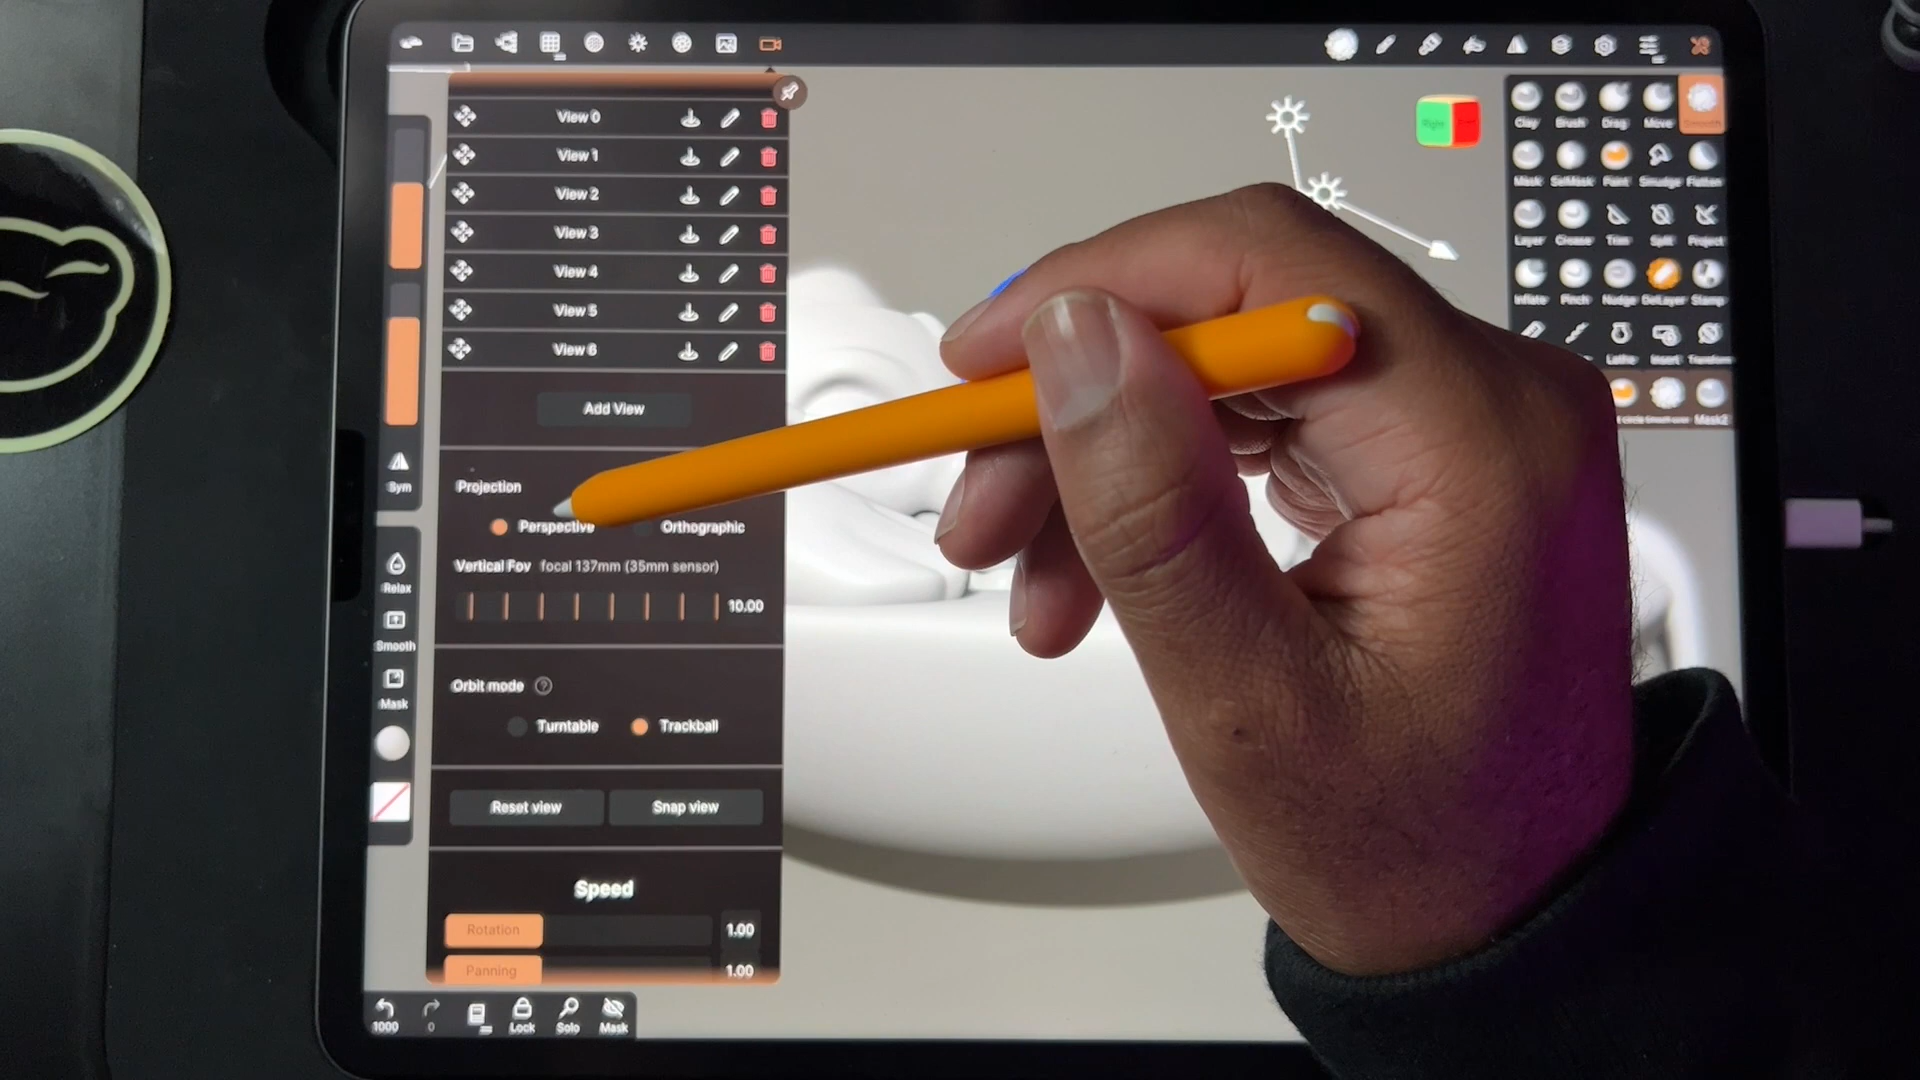 View 0
View 1
View 2
View 3
View 4
View 5
View 6
Add View
Projection
Perspective
Orthographic
Vertical Fov focal 137mm (35mm sensor)
10.00
Orbit mode ?
Turntable
Trackball
Reset view
Snap view
Speed
Rotation
1.00
Panning
1.00
Sym
Relax
Smooth
Mask
1000
0
Lock
Solo
Mask
Right
Clay Brush Drag Move Smooth
Mask SelMask Paint Smudge Flatten
Layer Crease Trim Split Project
Inflate Pinch Nudge DelLayer Stamp
Lathe Insert Transform
Mask2